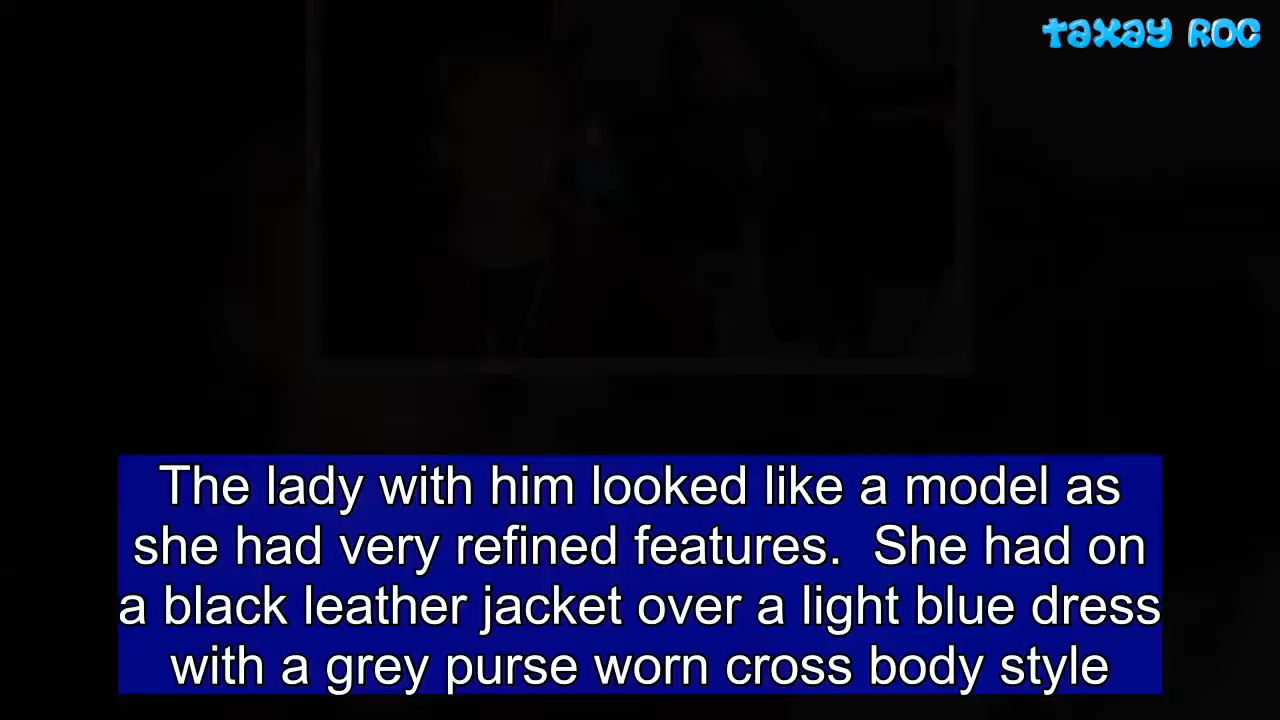 taxay ROC
The lady with him looked like a model as
she had very refined features.  She had on
a black leather jacket over a light blue dress
with a grey purse worn cross body style